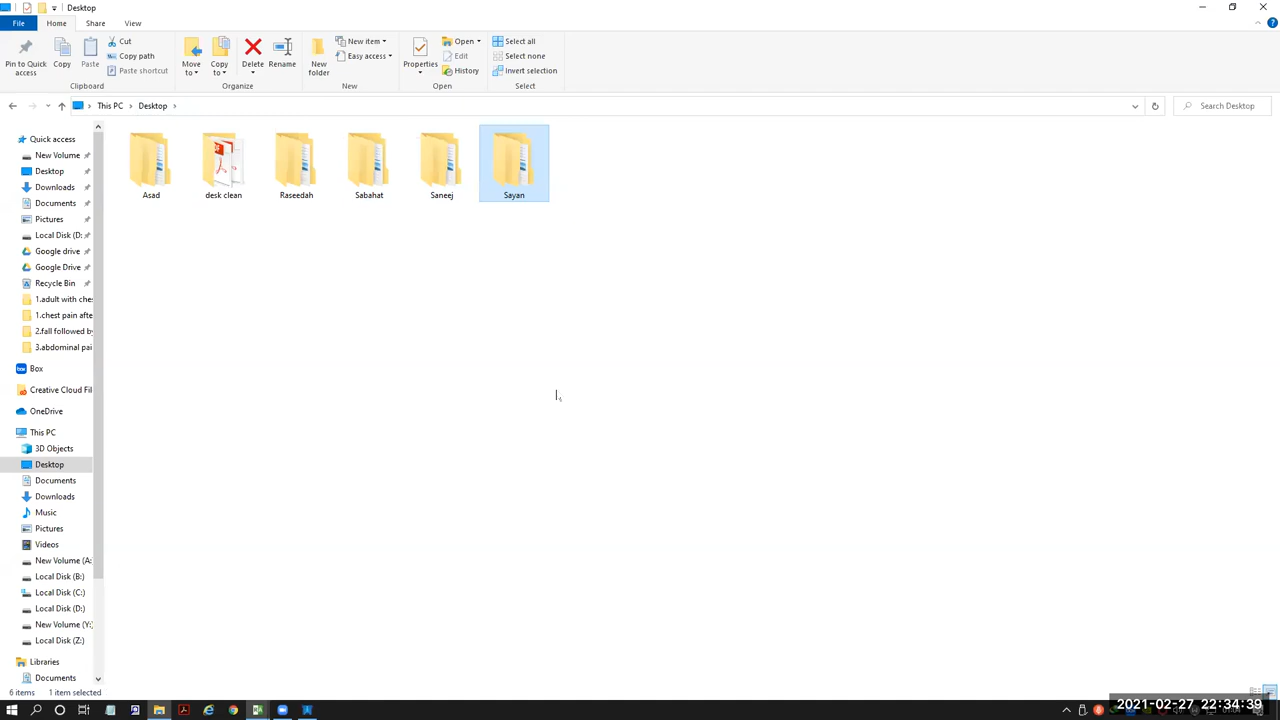 Desktop
File Home Share View
Pin to Quick access
Copy
Paste
Cut
Copy path
Paste shortcut
Clipboard
Move to
Copy to
Delete
Rename
Organize
New folder
New item
Easy access
New
Properties
Open
Edit
History
Open
Select all
Select none
Invert selection
Select
This PC > Desktop >
Search Desktop
Quick access
New Volume
Desktop
Downloads
Documents
Pictures
Local Disk (D:
Google drive
Google Drive
Recycle Bin
1.adult with che
1.chest pain afte
2.fall followed b
3.abdominal pai
Box
Creative Cloud Fil
OneDrive
This PC
3D Objects
Desktop
Documents
Downloads
Music
Pictures
Videos
New Volume (A:
Local Disk (B:)
Local Disk (C:)
Local Disk (D:)
New Volume (Y:
Local Disk (Z:)
Libraries
Documents
Asad desk clean Raseedah Sabahat Saneej Sayan
6 items 1 item selected
2021-02-27 22:34:39